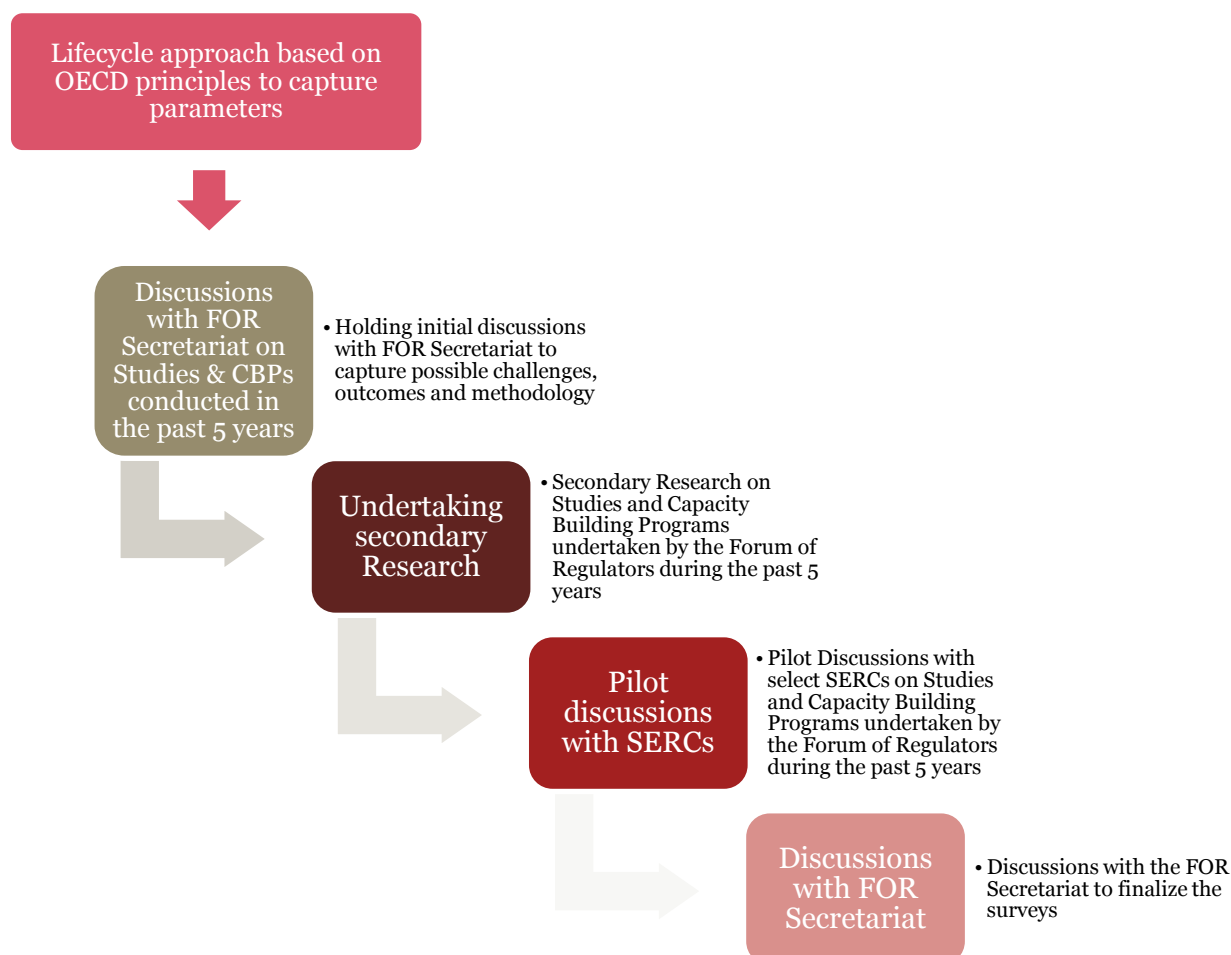 Lifecycle approach based on
OECD principles to capture
parameters
Discussions
with FOR
Secretariat on
Studies & CBPs
conducted in
the past 5 years
• Holding initial discussions
with FOR Secretariat to
capture possible challenges,
outcomes and methodology
Undertaking
secondary
Research
• Secondary Research on
Studies and Capacity
Building Programs
undertaken by the Forum of
Regulators during the past 5
years
Pilot
discussions
with SERCs
• Pilot Discussions with
select SERCs on Studies
and Capacity Building
Programs undertaken by
the Forum of Regulators
during the past 5 years
Discussions
with FOR
Secretariat
• Discussions with the FOR
Secretariat to finalize the
surveys